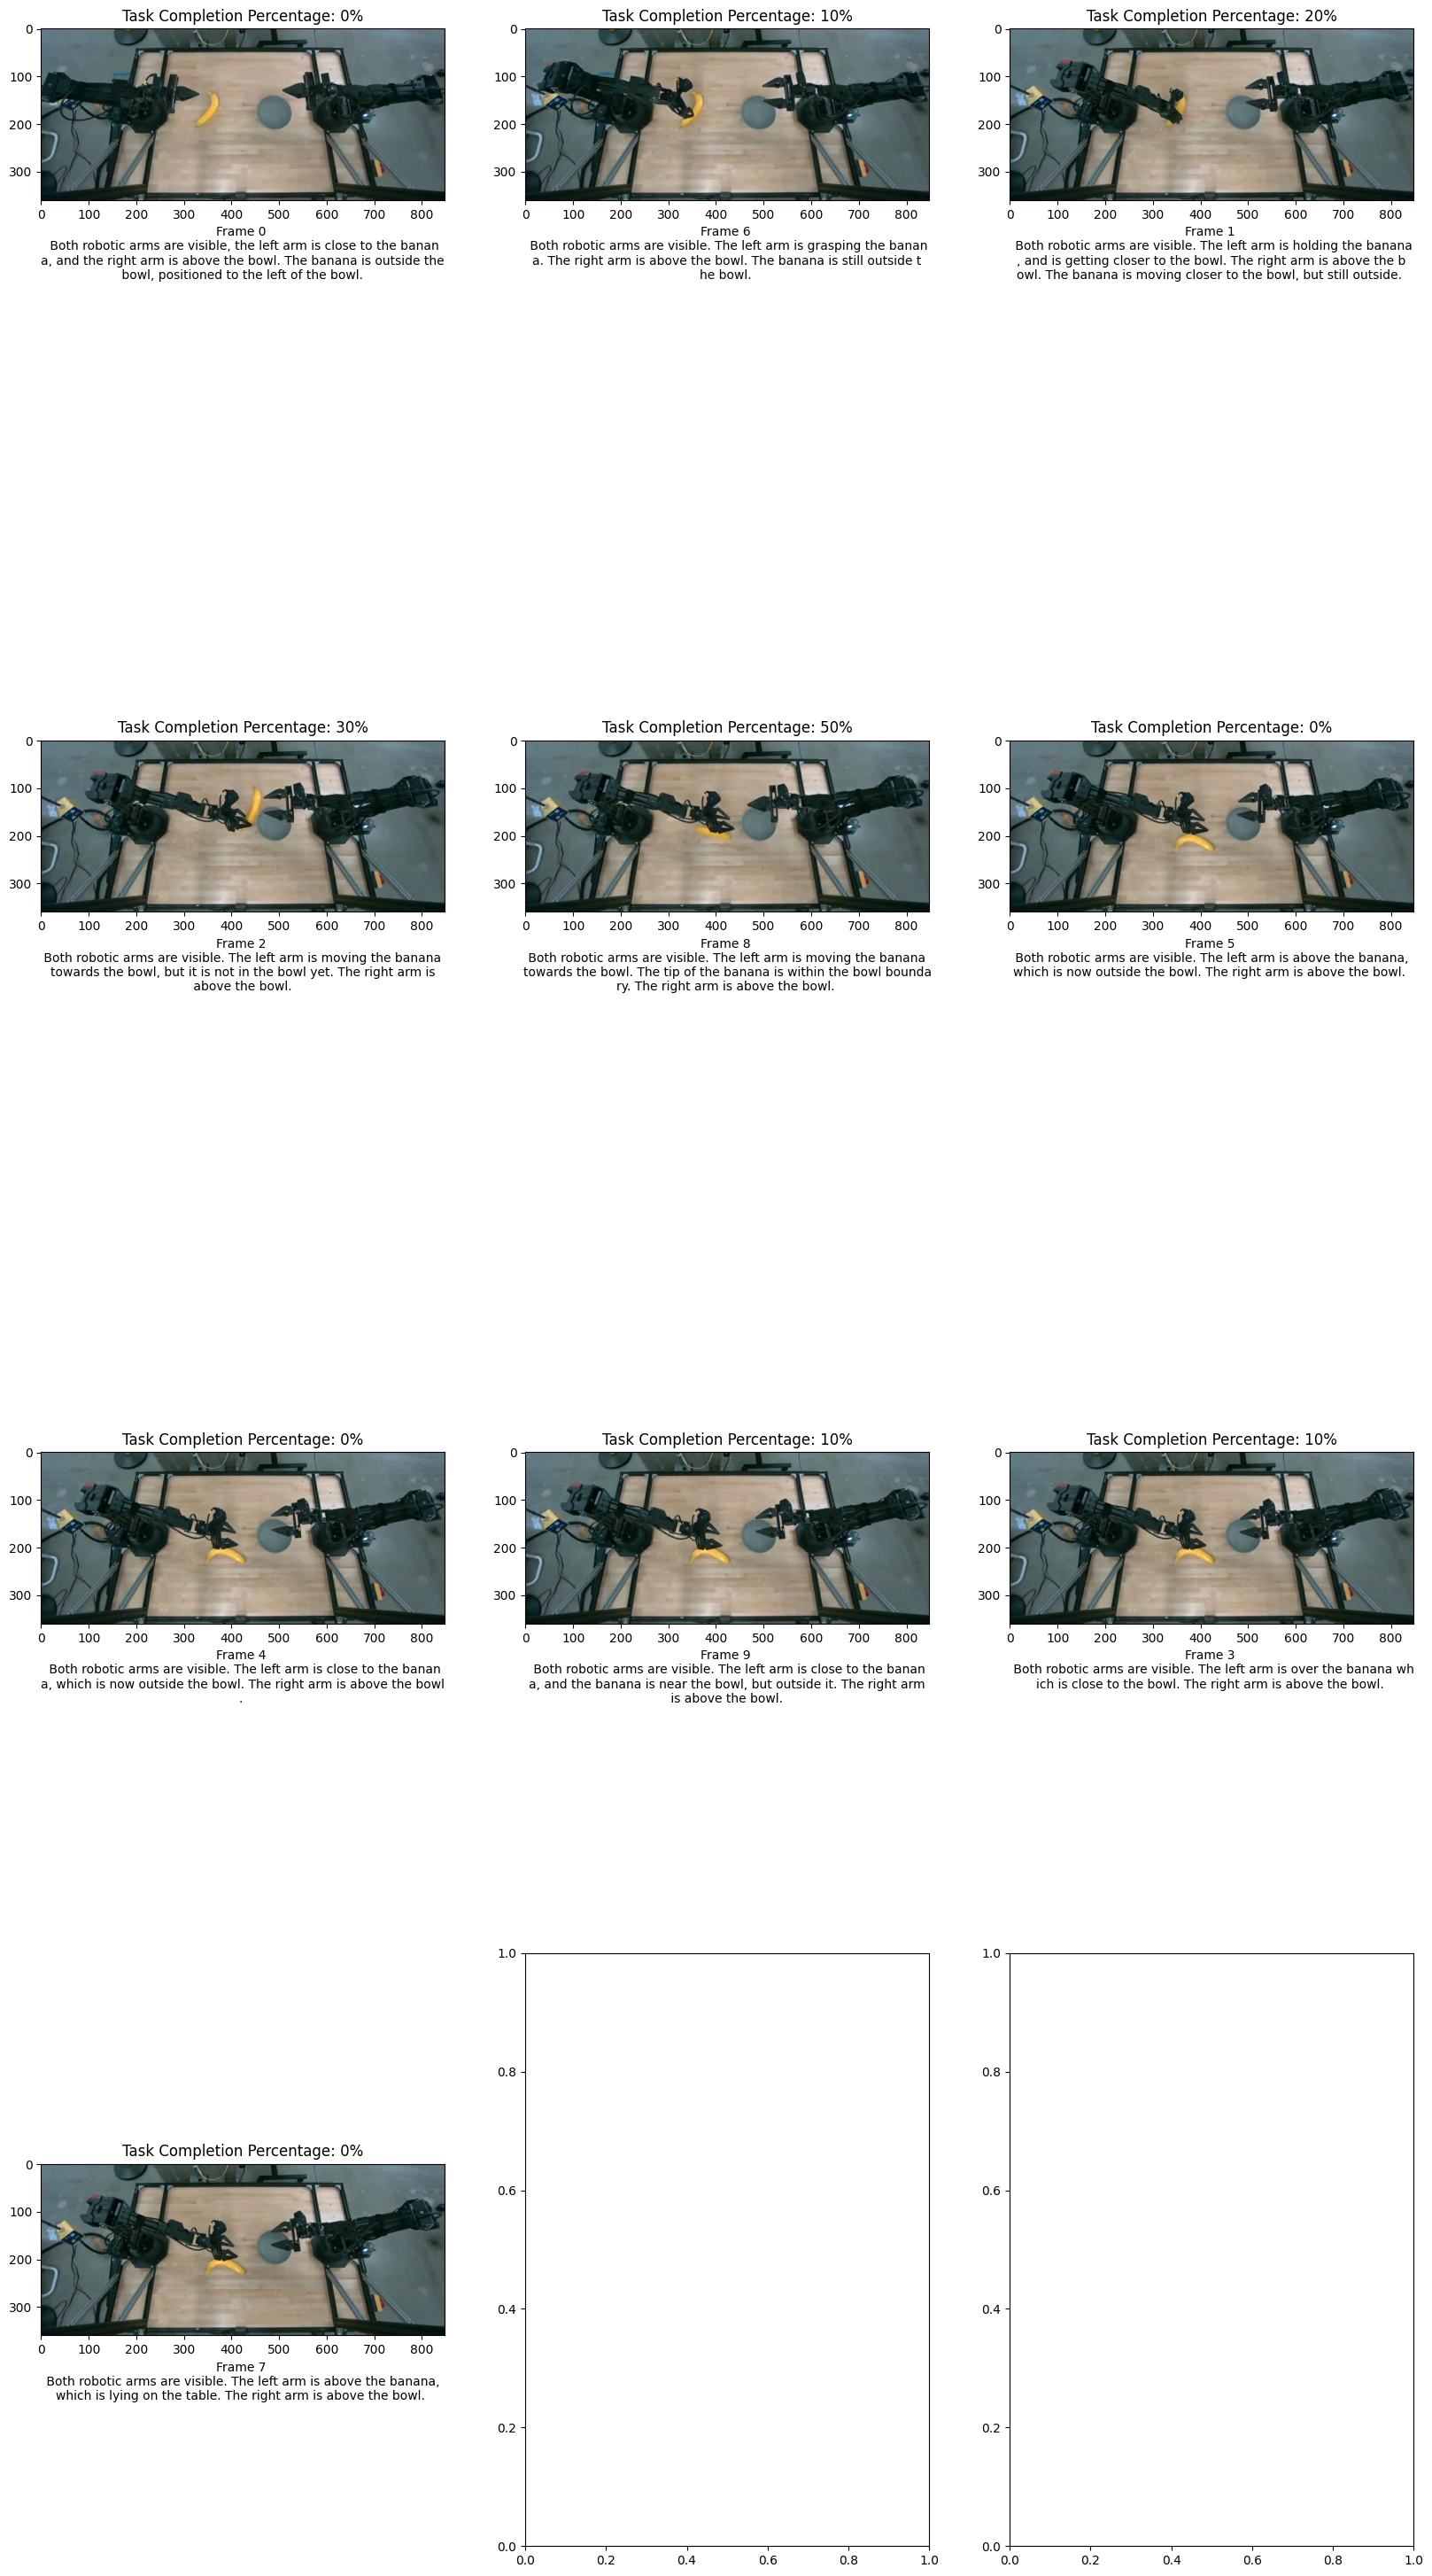 Task Completion Percentage: 0%
Task Completion Percentage: 10%
Task Completion Percentage: 20%
0
100
200
300
0 100 200 300 400 500 600 700 800
Frame 0
Both robotic arms are visible, the left arm is close to the banan
a, and the right arm is above the bowl. The banana is outside the
bowl, positioned to the left of the bowl.
0
100
200
300
0 100 200 300 400 500 600 700 800
Frame 6
Both robotic arms are visible. The left arm is grasping the banan
a. The right arm is above the bowl. The banana is still outside t
he bowl.
0
100
200
300
0 100 200 300 400 500 600 700 800
Frame 1
Both robotic arms are visible. The left arm is holding the banana
, and is getting closer to the bowl. The right arm is above the b
owl. The banana is moving closer to the bowl, but still outside.
Task Completion Percentage: 30%
Task Completion Percentage: 50%
Task Completion Percentage: 0%
0
100
200
300
0 100 200 300 400 500 600 700 800
Frame 2
Both robotic arms are visible. The left arm is moving the banana
towards the bowl, but it is not in the bowl yet. The right arm is
above the bowl.
0
100
200
300
0 100 200 300 400 500 600 700 800
Frame 8
Both robotic arms are visible. The left arm is moving the banana
towards the bowl. The tip of the banana is within the bowl bounda
ry. The right arm is above the bowl.
0
100
200
300
0 100 200 300 400 500 600 700 800
Frame 5
Both robotic arms are visible. The left arm is above the banana,
which is now outside the bowl. The right arm is above the bowl.
Task Completion Percentage: 0%
Task Completion Percentage: 10%
Task Completion Percentage: 10%
0
100
200
300
0 100 200 300 400 500 600 700 800
Frame 4
Both robotic arms are visible. The left arm is close to the banan
a, which is now outside the bowl. The right arm is above the bowl
.
0
100
200
300
0 100 200 300 400 500 600 700 800
Frame 9
Both robotic arms are visible. The left arm is close to the banan
a, and the banana is near the bowl, but outside it. The right arm
is above the bowl.
0
100
200
300
0 100 200 300 400 500 600 700 800
Frame 3
Both robotic arms are visible. The left arm is over the banana wh
ich is close to the bowl. The right arm is above the bowl.
Task Completion Percentage: 0%
0
100
200
300
0 100 200 300 400 500 600 700 800
Frame 7
Both robotic arms are visible. The left arm is above the banana,
which is lying on the table. The right arm is above the bowl.
1.0
0.8
0.6
0.4
0.2
0.0
0.0 0.2 0.4 0.6 0.8 1.0
1.0
0.8
0.6
0.4
0.2
0.0
0.0 0.2 0.4 0.6 0.8 1.0